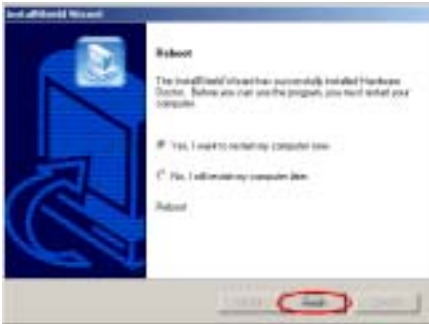 InstallShield Wizard
Reboot
The InstallShield Wizard has successfully installed Hardware
Doctor. Before you can use the program, you must restart your
computer.
Yes, I want to restart my computer now.
No, I will restart my computer later.
Reboot
Finish